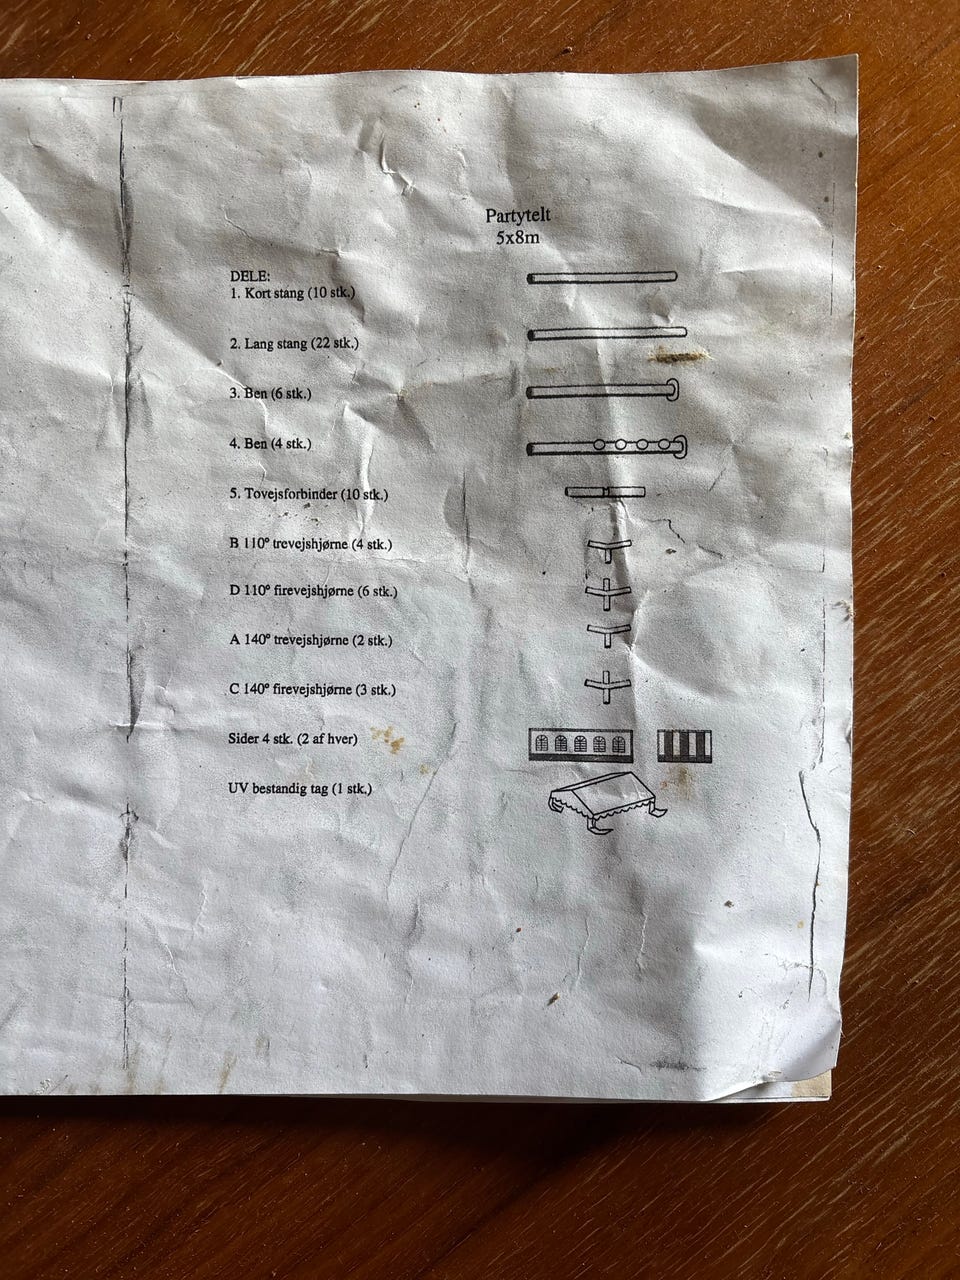 Partytelt
5x8m
DELE:
1. Kort stang (10 stk.)
2. Lang stang (22 stk.)
3. Ben (6 stk.)
4. Ben (4 stk.)
5. Tovejsforbinder (10 stk.)
B 110° trevejshjørne (4 stk.)
D 110° firevejshjørne (6 stk.)
A 140° trevejshjørne (2 stk.)
C 140° firevejshjørne (3 stk.)
Sider 4 stk. (2 af hver)
UV bestandig tag (1 stk.)